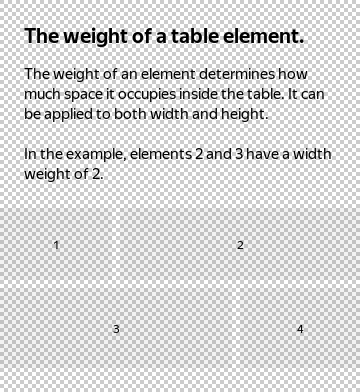 The weight of a table element.
The weight of an element determines how
much space it occupies inside the table. It can
be applied to both width and height.
In the example, elements 2 and 3 have a width
weight of 2.
1
2
3
4